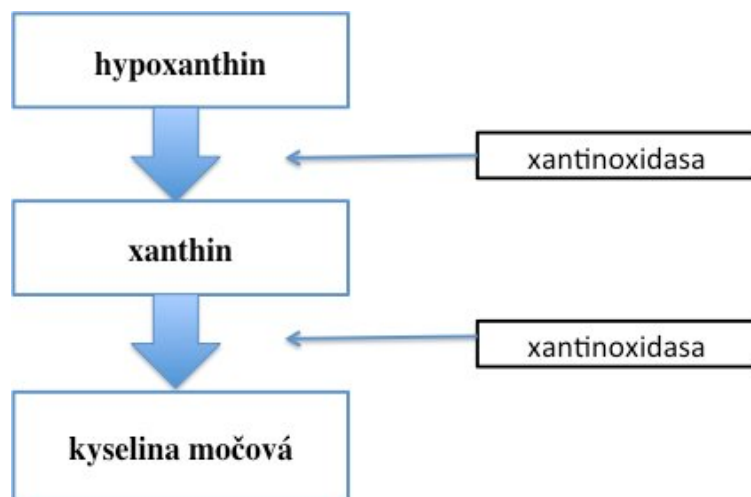 hypoxanthin
xantinoxidasa
xanthin
xantinoxidasa
kyselina močová